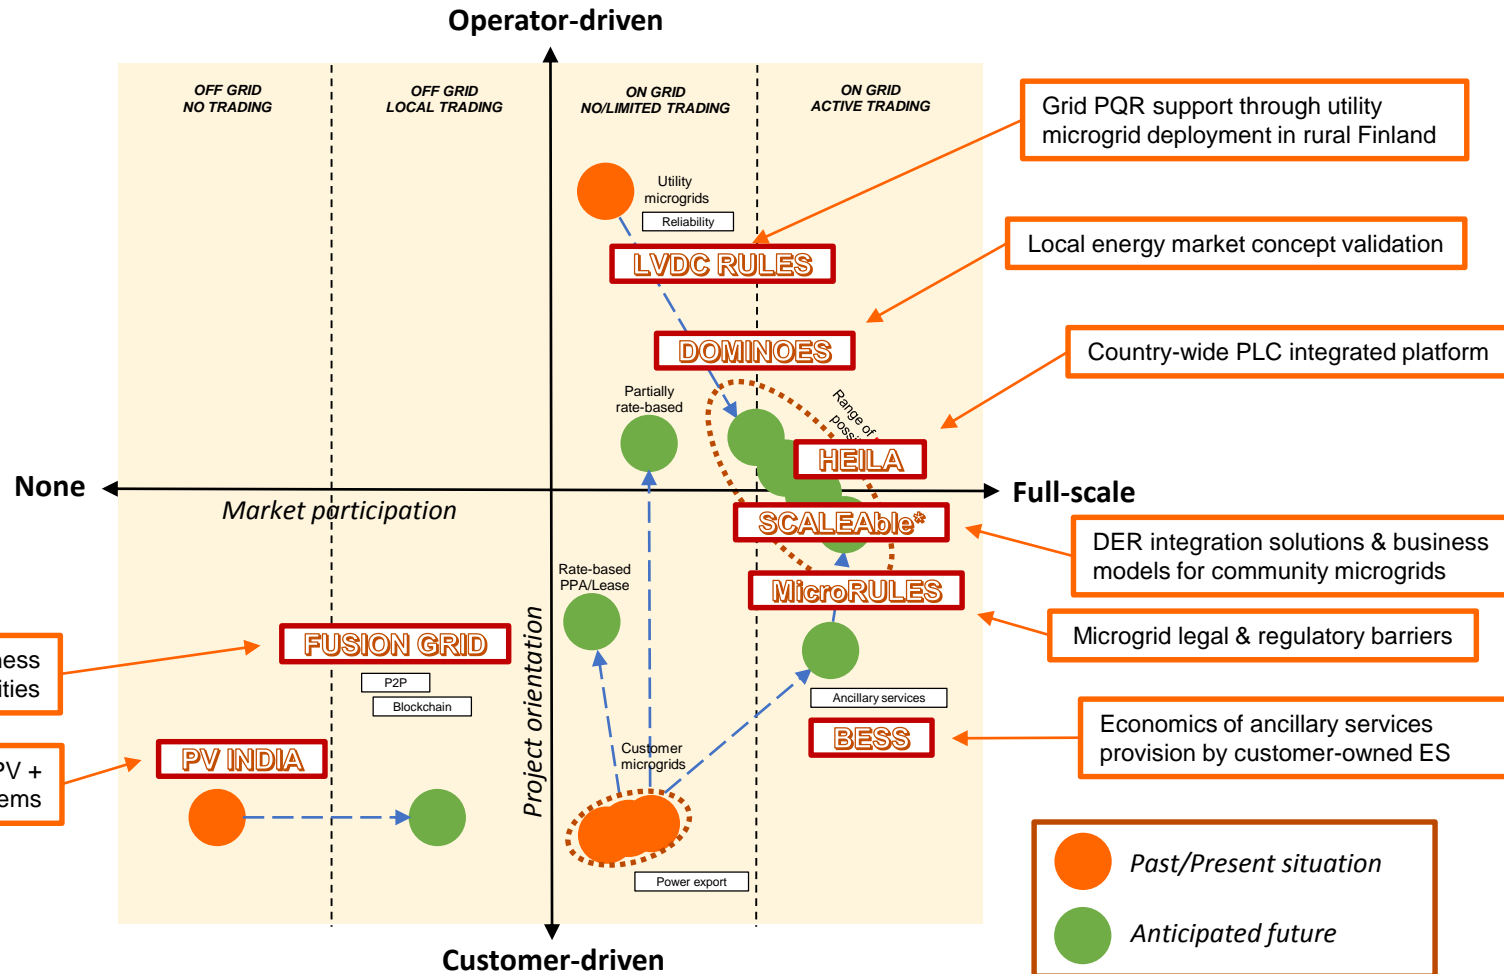 Operator-driven
OFF GRID
NO TRADING
OFF GRID
LOCAL TRADING
ON GRID
NO/LIMITED TRADING
ON GRID
ACTIVE TRADING
Grid PQR support through utility
microgrid deployment in rural Finland
Utility
microgrids
Reliability
LVDC RULES
Local energy market concept validation
DOMINOES
Country-wide PLC integrated platform
Partially
rate-based
Range of
HEILA
None
Full-scale
Market participation
SCALEAble*
DER integration solutions & business
models for community microgrids
Rate-based
PPA/Lease
MicroRULES
Microgrid legal & regulatory barriers
Project orientation
FUSION GRID
P2P
Blockchain
Ancillary services
BESS
Economics of ancillary services
provision by customer-owned ES
PV INDIA
PV +
Customer
microgrids
Power export
Past/Present situation
Anticipated future
Customer-driven